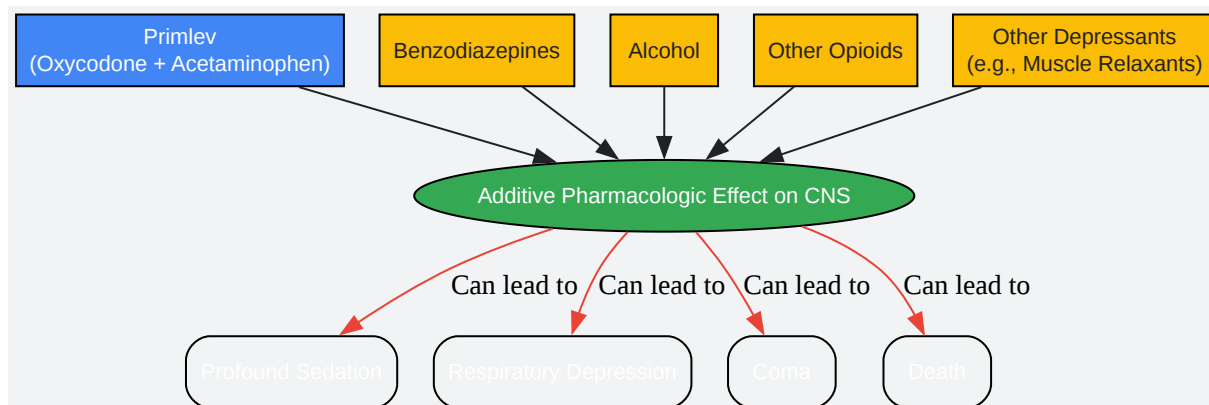 Primlev
(Oxycodone + Acetaminophen)
Benzodiazepines
Alcohol
Other Opioids
Other Depressants
(e.g., Muscle Relaxants)
Additive Pharmacologic Effect on CNS
Can lead to
Can lead to
Can lead to
Can lead to
Profound Sedation
Respiratory Depression
Coma
Death